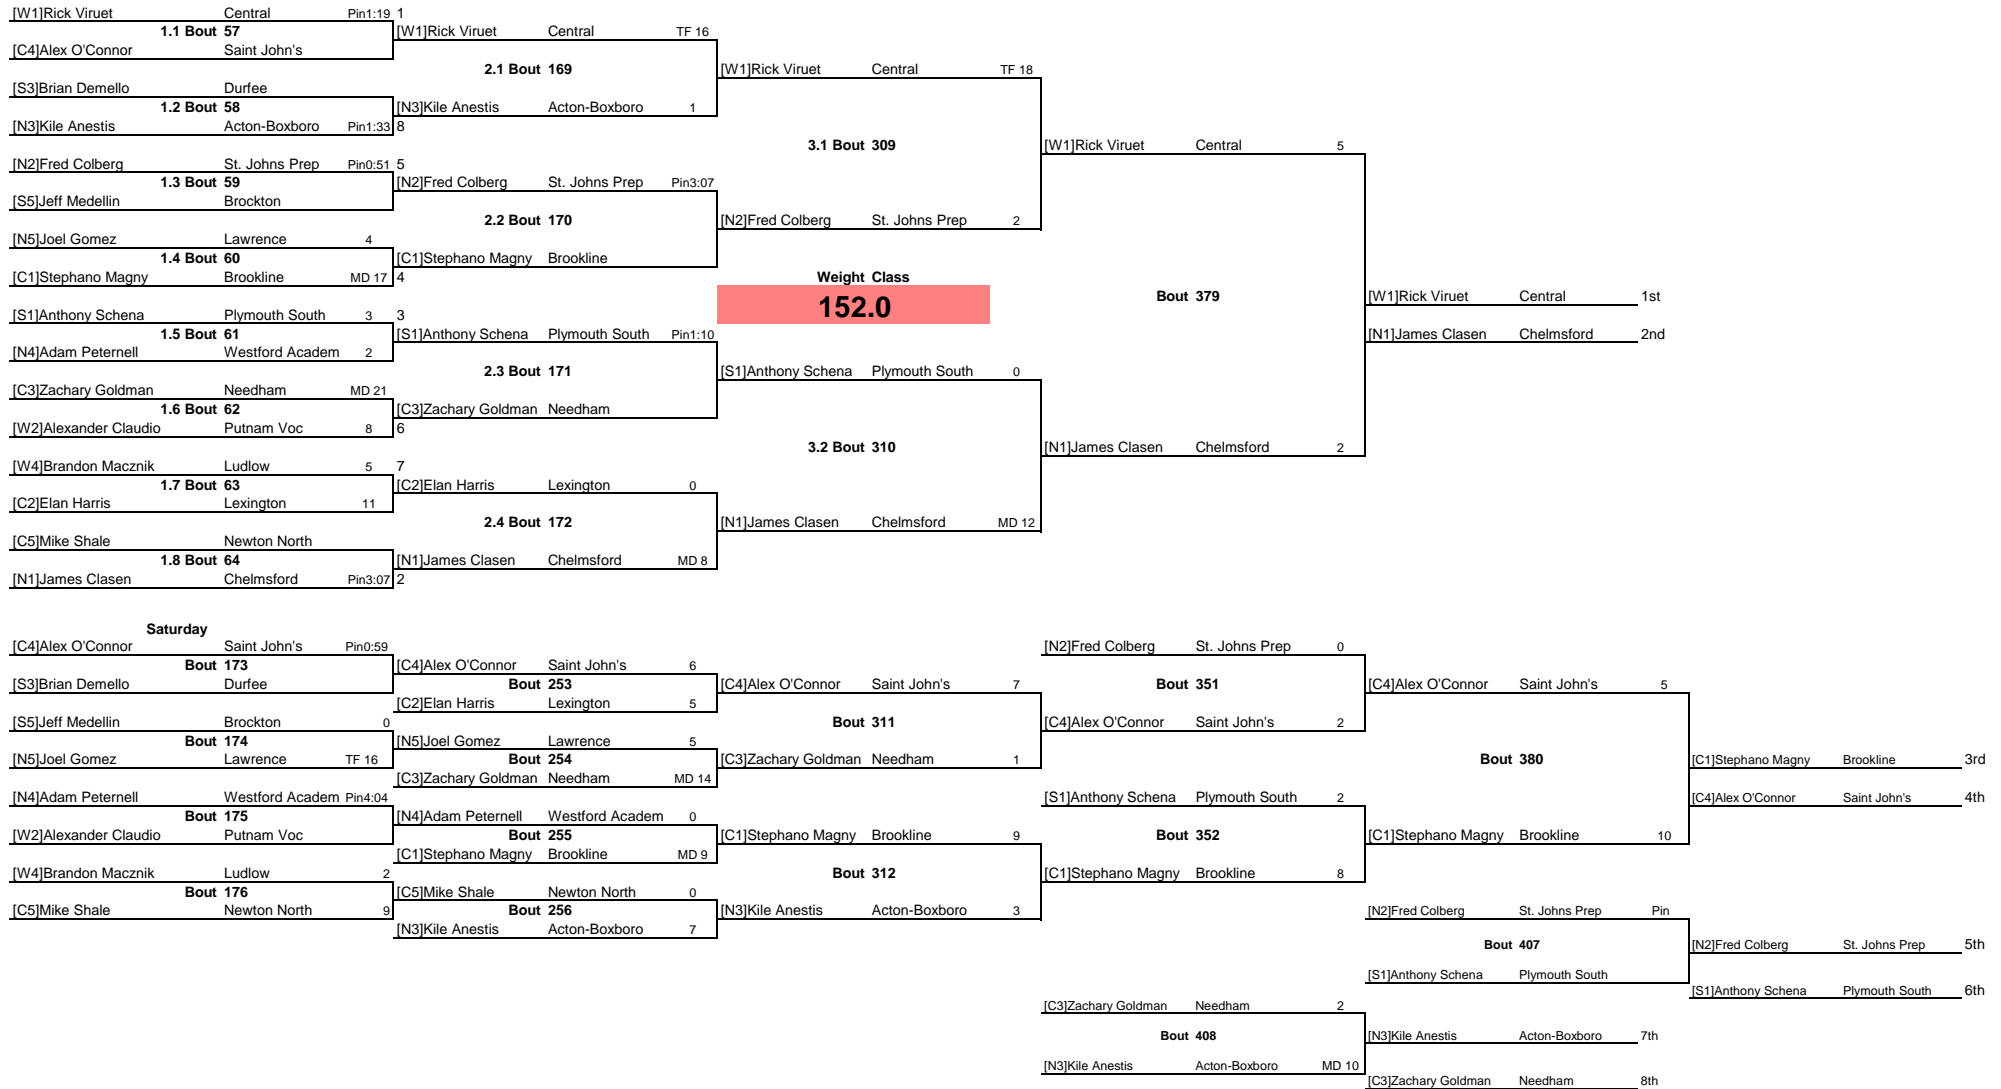 [W1]Rick Viruet Central Pin1:19 1
1.1 Bout 57 [W1]Rick Viruet Central TF 16
[C4]Alex O'Connor Saint John's
2.1 Bout 169 [W1]Rick Viruet Central TF 18
[S3]Brian Demello Durfee
1.2 Bout 58 [N3]Kile Anestis Acton-Boxboro 1
[N3]Kile Anestis Acton-Boxboro Pin1:33 8
3.1 Bout 309 [W1]Rick Viruet Central 5
[N2]Fred Colberg St. Johns Prep Pin0:51 5
1.3 Bout 59 [N2]Fred Colberg St. Johns Prep Pin3:07
[S5]Jeff Medellin Brockton
2.2 Bout 170 [N2]Fred Colberg St. Johns Prep 2
[N5]Joel Gomez Lawrence 4
1.4 Bout 60 [C1]Stephano Magny Brookline
[C1]Stephano Magny Brookline MD 17 4 Weight Class
152.0 Bout 379 [W1]Rick Viruet Central 1st
[S1]Anthony Schena Plymouth South 3 3
1.5 Bout 61 [S1]Anthony Schena Plymouth South Pin1:10 [N1]James Clasen Chelmsford 2nd
[N4]Adam Peternell Westford Academ 2
2.3 Bout 171 [S1]Anthony Schena Plymouth South 0
[C3]Zachary Goldman Needham MD 21
1.6 Bout 62 [C3]Zachary Goldman Needham
[W2]Alexander Claudio Putnam Voc 8 6
3.2 Bout 310 [N1]James Clasen Chelmsford 2
[W4]Brandon Macznik Ludlow 5 7
1.7 Bout 63 [C2]Elan Harris Lexington 0
[C2]Elan Harris Lexington 11
2.4 Bout 172 [N1]James Clasen Chelmsford MD 12
[C5]Mike Shale Newton North
1.8 Bout 64 [N1]James Clasen Chelmsford MD 8
[N1]James Clasen Chelmsford Pin3:07 2
Saturday
[C4]Alex O'Connor Saint John's Pin0:59 [N2]Fred Colberg St. Johns Prep 0
Bout 173 [C4]Alex O'Connor Saint John's 6
[S3]Brian Demello Durfee Bout 253 [C4]Alex O'Connor Saint John's 7 Bout 351 [C4]Alex O'Connor Saint John's 5
[C2]Elan Harris Lexington 5
[S5]Jeff Medellin Brockton 0 Bout 311 [C4]Alex O'Connor Saint John's 2
Bout 174 [N5]Joel Gomez Lawrence 5
[N5]Joel Gomez Lawrence TF 16 Bout 254 [C3]Zachary Goldman Needham 1 Bout 380 [C1]Stephano Magny Brookline 3rd
[C3]Zachary Goldman Needham MD 14
[N4]Adam Peternell Westford Academ Pin4:04 [S1]Anthony Schena Plymouth South 2 [C4]Alex O'Connor Saint John's 4th
Bout 175 [N4]Adam Peternell Westford Academ 0
[W2]Alexander Claudio Putnam Voc Bout 255 [C1]Stephano Magny Brookline 9 Bout 352 [C1]Stephano Magny Brookline 10
[C1]Stephano Magny Brookline MD 9
[W4]Brandon Macznik Ludlow 2 Bout 312 [C1]Stephano Magny Brookline 8
Bout 176 [C5]Mike Shale Newton North 0
[C5]Mike Shale Newton North 9 Bout 256 [N3]Kile Anestis Acton-Boxboro 3 [N2]Fred Colberg St. Johns Prep Pin
[N3]Kile Anestis Acton-Boxboro 7
Bout 407 [N2]Fred Colberg St. Johns Prep 5th
[S1]Anthony Schena Plymouth South
[S1]Anthony Schena Plymouth South 6th
[C3]Zachary Goldman Needham 2
Bout 408 [N3]Kile Anestis Acton-Boxboro 7th
[N3]Kile Anestis Acton-Boxboro MD 10
[C3]Zachary Goldman Needham 8th